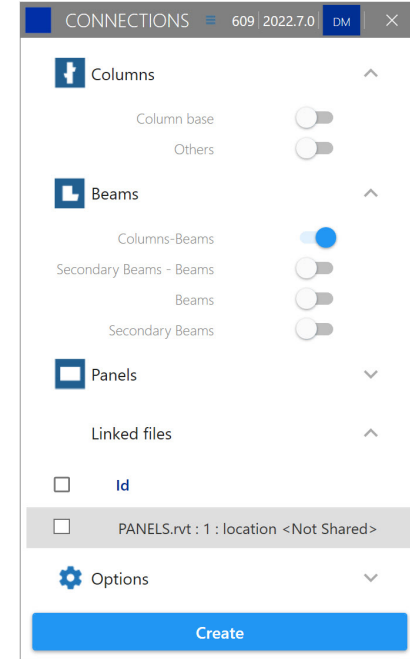 CONNECTIONS 609 2022.7.0 DM
Columns
Column base
Others
Beams
Columns-Beams
Secondary Beams - Beams
Beams
Secondary Beams
Panels
Linked files
Id
PANELS.rvt : 1 : location <Not Shared>
Options
Create